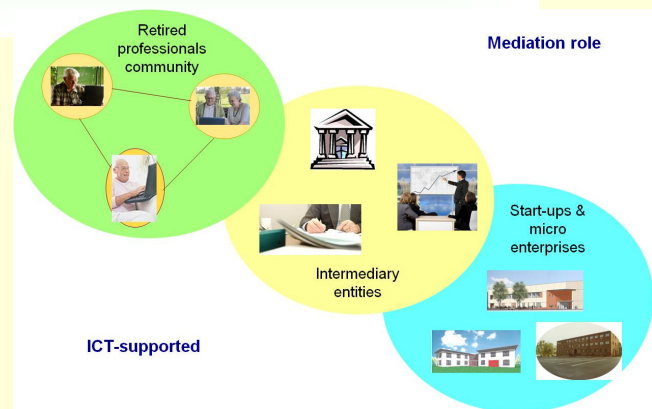 Retired
professionals
community
Mediation role
Start-ups &
micro
enterprises
Intermediary
entities
ICT-supported